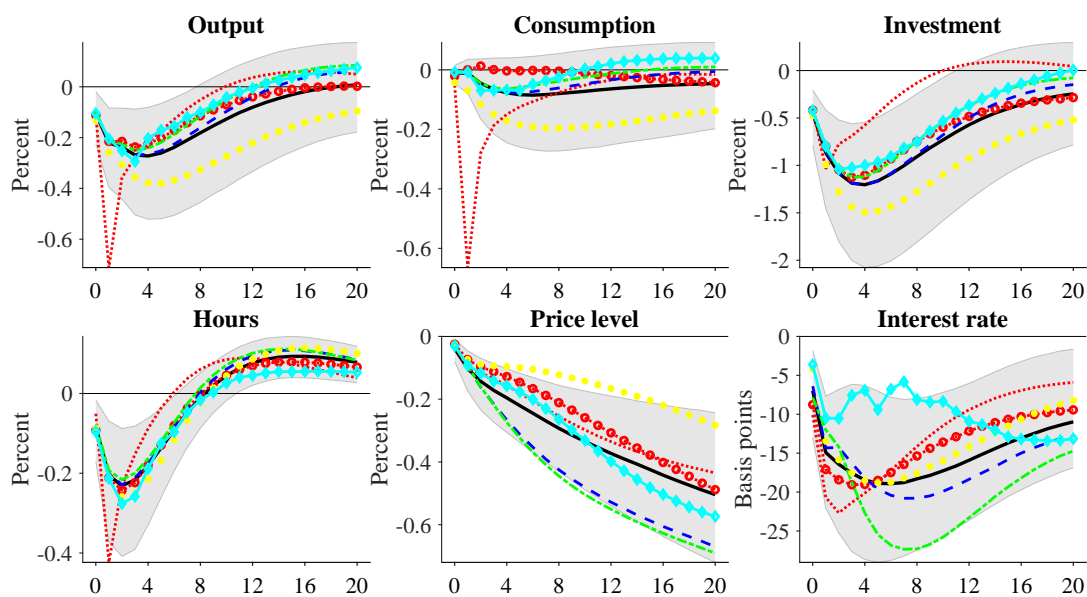 Output
Consumption
Investment
Percent
0
-0.2
-0.4
-0.6
0 4 8 12 16 20
Percent
0
-0.2
-0.4
-0.6
0 4 8 12 16 20
Percent
0
-0.5
-1
-1.5
-2
0 4 8 12 16 20
Hours
Price level
Interest rate
Percent
0
-0.2
-0.4
0 4 8 12 16 20
Percent
0
-0.2
-0.4
-0.6
0 4 8 12 16 20
Basis points
0
-5
-10
-15
-20
-25
0 4 8 12 16 20